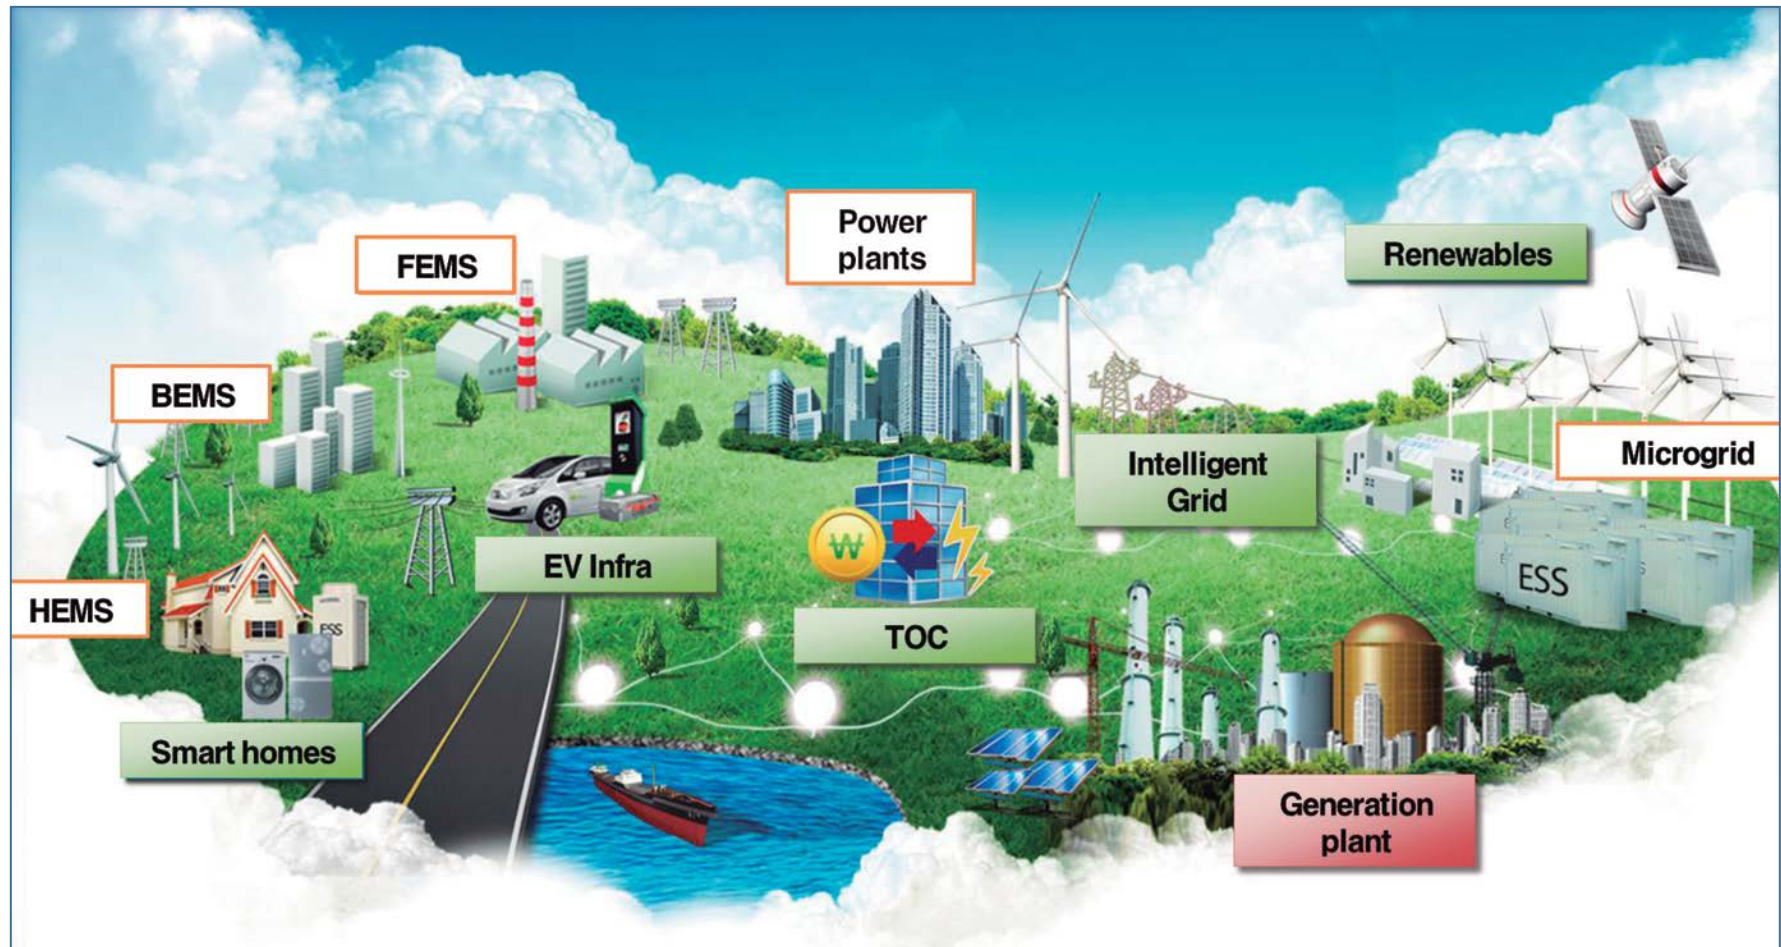 Power
plants
Renewables
FEMS
BEMS
Intelligent
Grid
Microgrid
EV Infra
ESS
HEMS
ESS
TOC
Smart homes
Generation
plant
₩